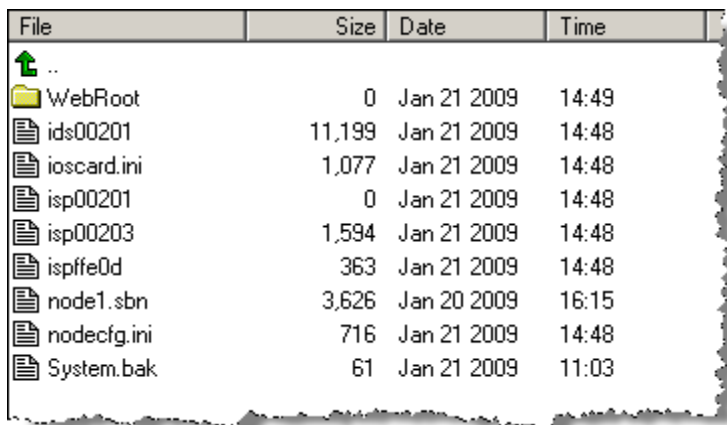 File Size Date Time
..
WebRoot 0 Jan 21 2009 14:49
ids00201 11,199 Jan 21 2009 14:48
ioscard.ini 1,077 Jan 21 2009 14:48
isp00201 0 Jan 21 2009 14:48
isp00203 1,594 Jan 21 2009 14:48
ispffe0d 363 Jan 21 2009 14:48
node1.sbn 3,626 Jan 20 2009 16:15
nodecfg.ini 716 Jan 21 2009 14:48
System.bak 61 Jan 21 2009 11:03